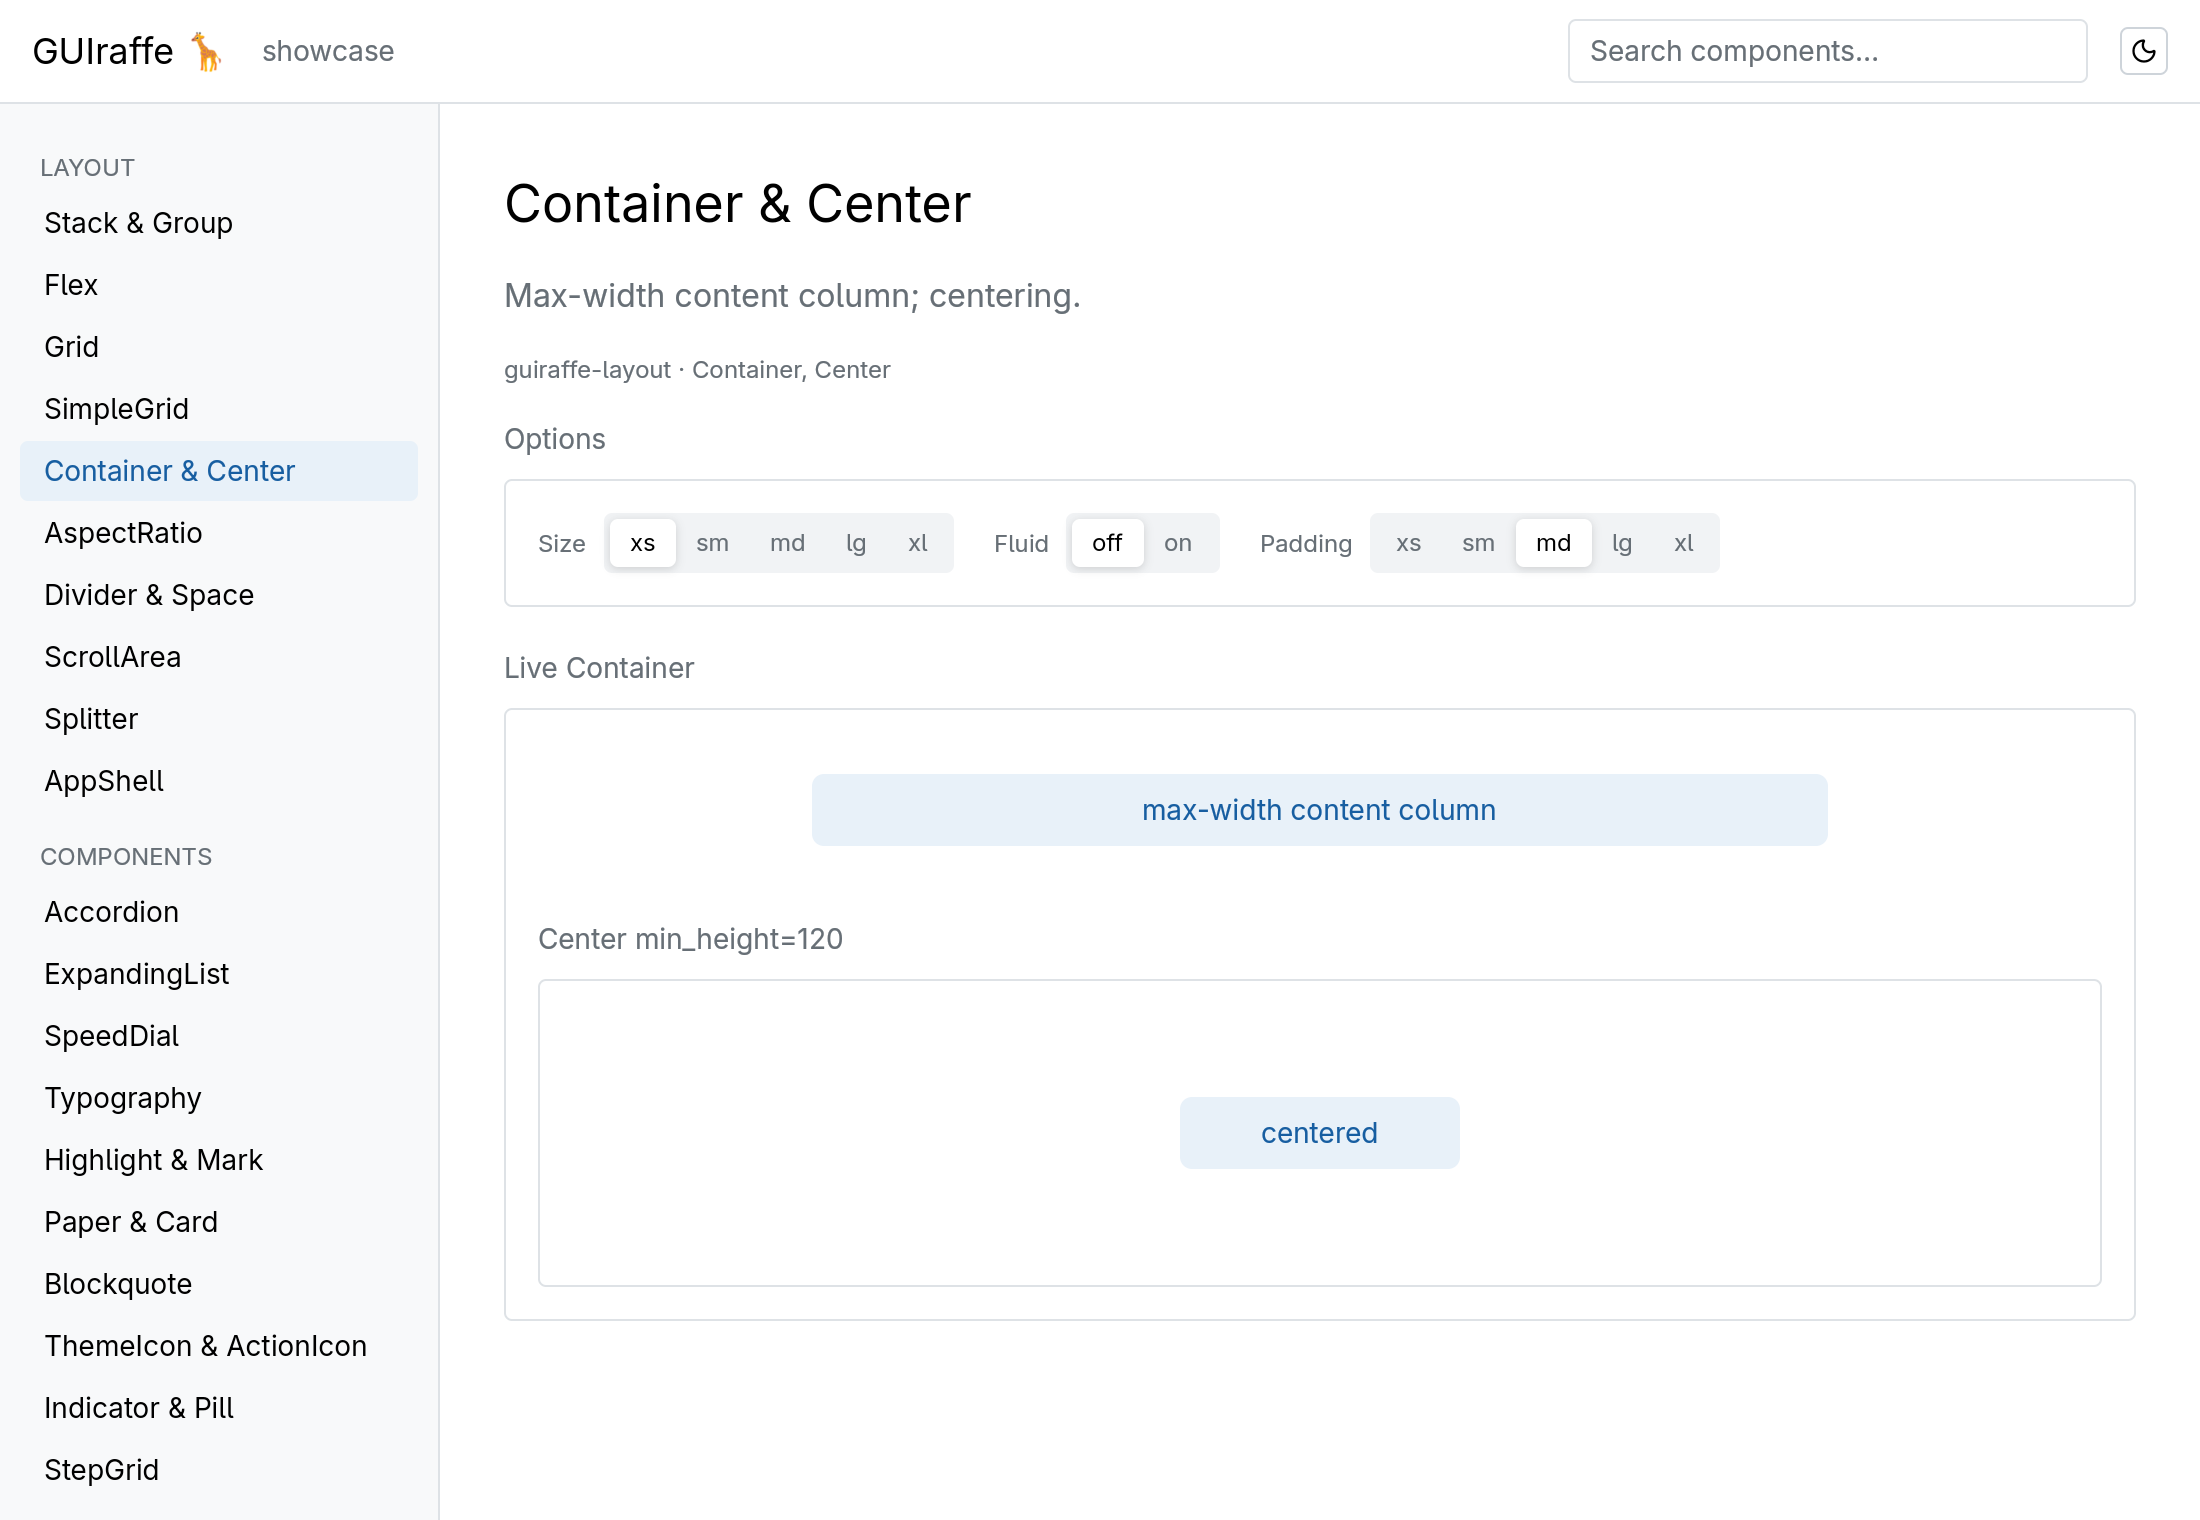 GUIraffe 🦒 showcase Search components...
LAYOUT
Stack & Group
Flex
Grid
SimpleGrid
Container & Center
AspectRatio
Divider & Space
ScrollArea
Splitter
AppShell
COMPONENTS
Accordion
ExpandingList
SpeedDial
Typography
Highlight & Mark
Paper & Card
Blockquote
ThemeIcon & ActionIcon
Indicator & Pill
StepGrid
Container & Center
Max-width content column; centering.
guiraffe-layout · Container, Center
Options
Size xs sm md lg xl Fluid off on Padding xs sm md lg xl
Live Container
max-width content column
Center min_height=120
centered